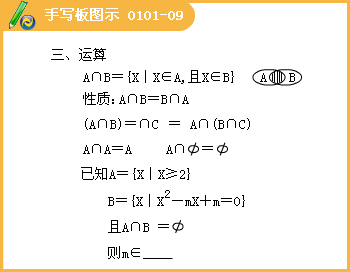 手写板图示 0101-09
三、运算
A∩B={X|X∈A,且X∈B} A B
性质:A∩B=B∩A
(A∩B)=∩C = A∩(B∩C)
A∩A=A A∩φ=φ
已知A={X|X≥2}
B={X|X²-mX+m=0}
且A∩B =φ
则m∈____